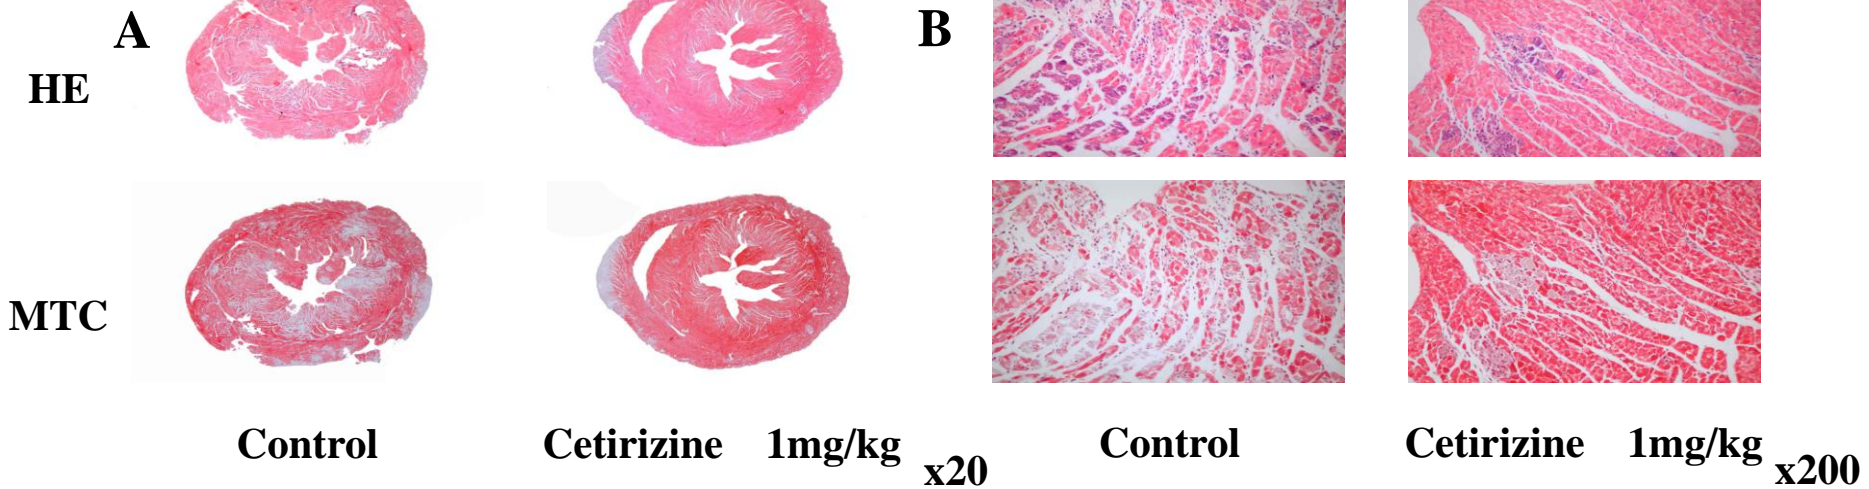 A
B
HE
MTC
Control
Cetirizine 1mg/kg
x20
Control
Cetirizine 1mg/kg
x200